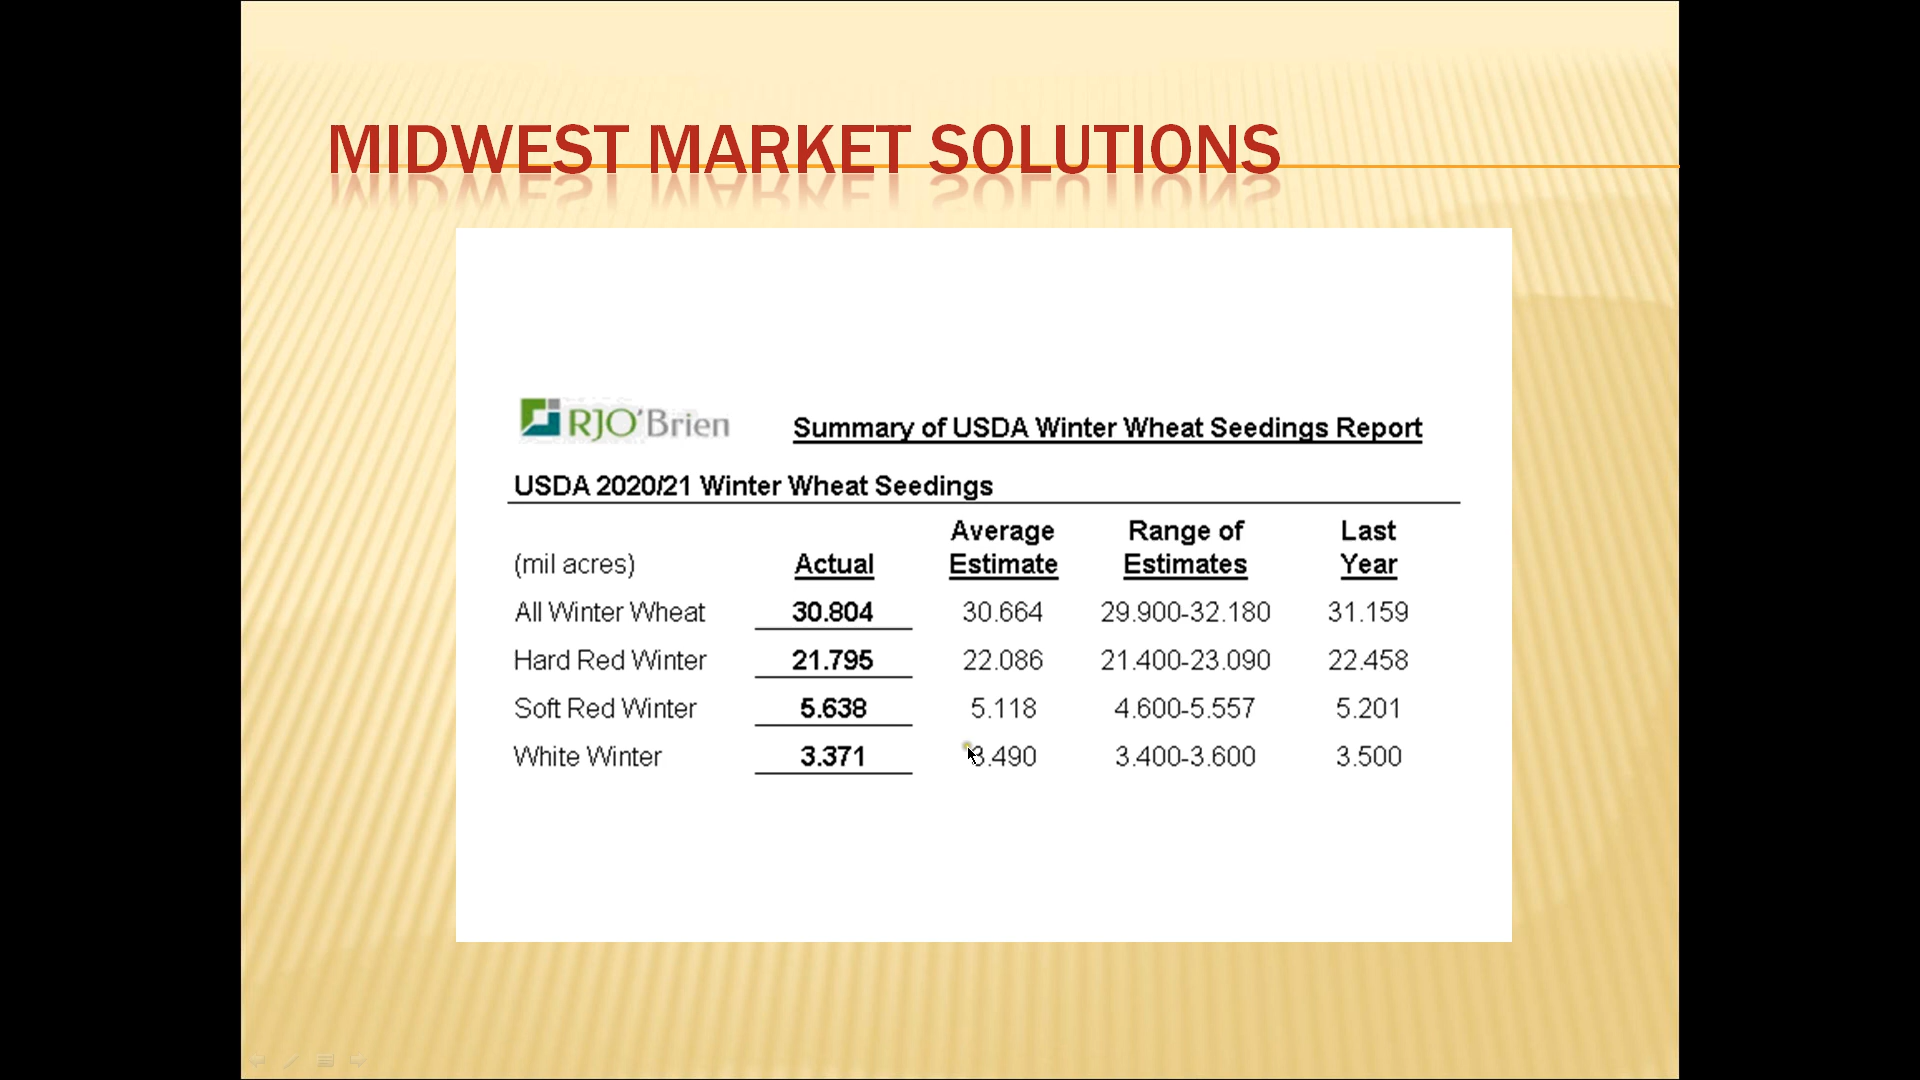 MIDWEST MARKET SOLUTIONS
RJO'Brien
Summary of USDA Winter Wheat Seedings Report
USDA 2020/21 Winter Wheat Seedings
Average Range of Last
(mil acres) Actual Estimate Estimates Year
All Winter Wheat 30.804 30.664 29.900-32.180 31.159
Hard Red Winter 21.795 22.086 21.400-23.090 22.458
Soft Red Winter 5.638 5.118 4.600-5.557 5.201
White Winter 3.371 3.490 3.400-3.600 3.500